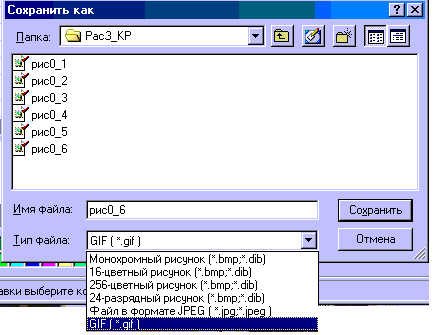 Сохранить как
Папка: Рас3_КР
рис0_1
рис0_2
рис0_3
рис0_4
рис0_5
рис0_6
Имя файла: рис0_6 Сохранить
Тип файла: GIF ( *.gif ) Отмена
Монохромный рисунок (*.bmp;*.dib)
16-цветный рисунок (*.bmp;*.dib)
256-цветный рисунок (*.bmp;*.dib)
24-разрядный рисунок (*.bmp;*.dib)
Файл в формате JPEG ( *.jpg;*.jpeg )
GIF ( *.gif )
авки выберите ко